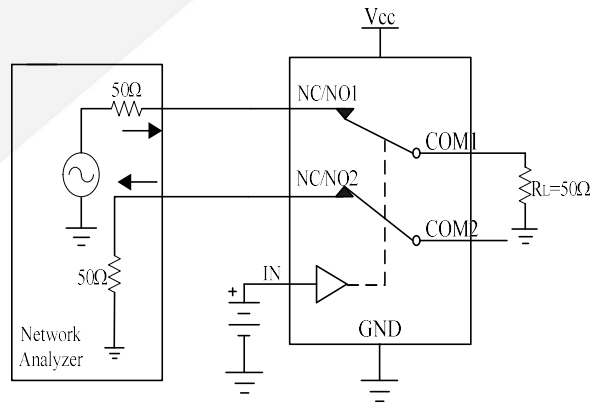 Vcc
50Ω
NC/NO1
COM1
NC/NO2
RL=50Ω
COM2
50Ω
IN
+
GND
Network
Analyzer